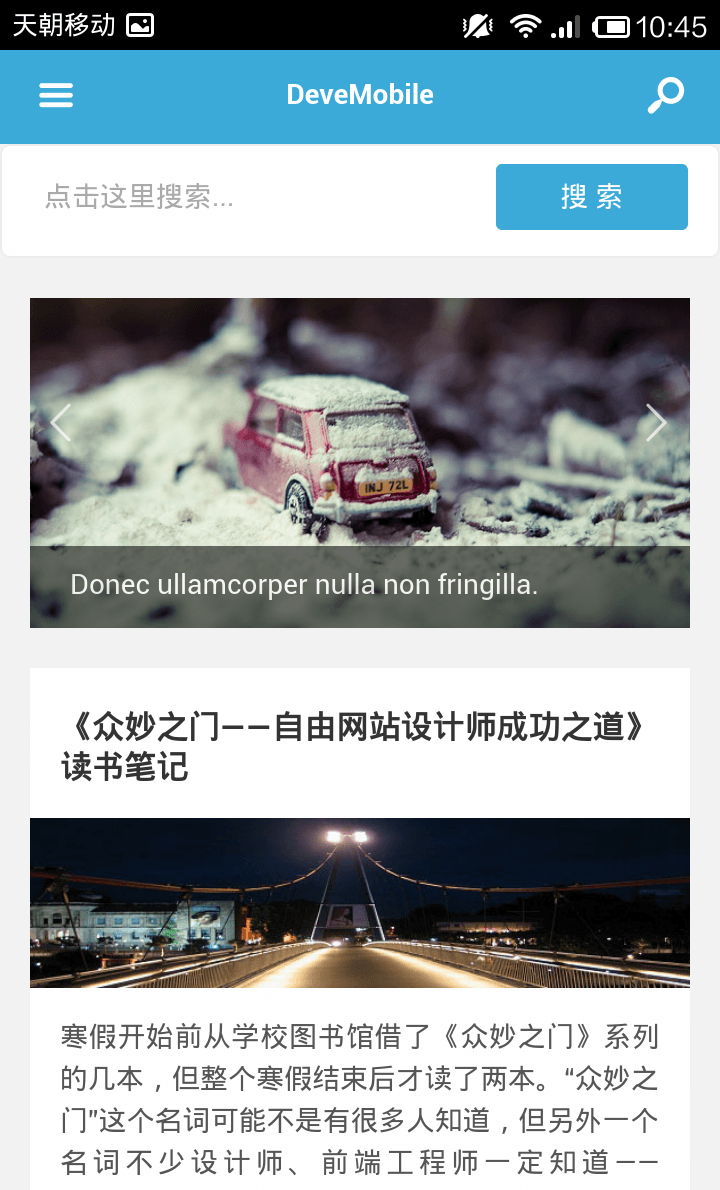 天朝移动 10:45
DeveMobile
点击这里搜索... 搜 索
INJ 72L
Donec ullamcorper nulla non fringilla.
《众妙之门——自由网站设计师成功之道》
读书笔记
寒假开始前从学校图书馆借了《众妙之门》系列
的几本，但整个寒假结束后才读了两本。“众妙之
门”这个名词可能不是有很多人知道，但另外一个
名词不少设计师、前端工程师一定知道——